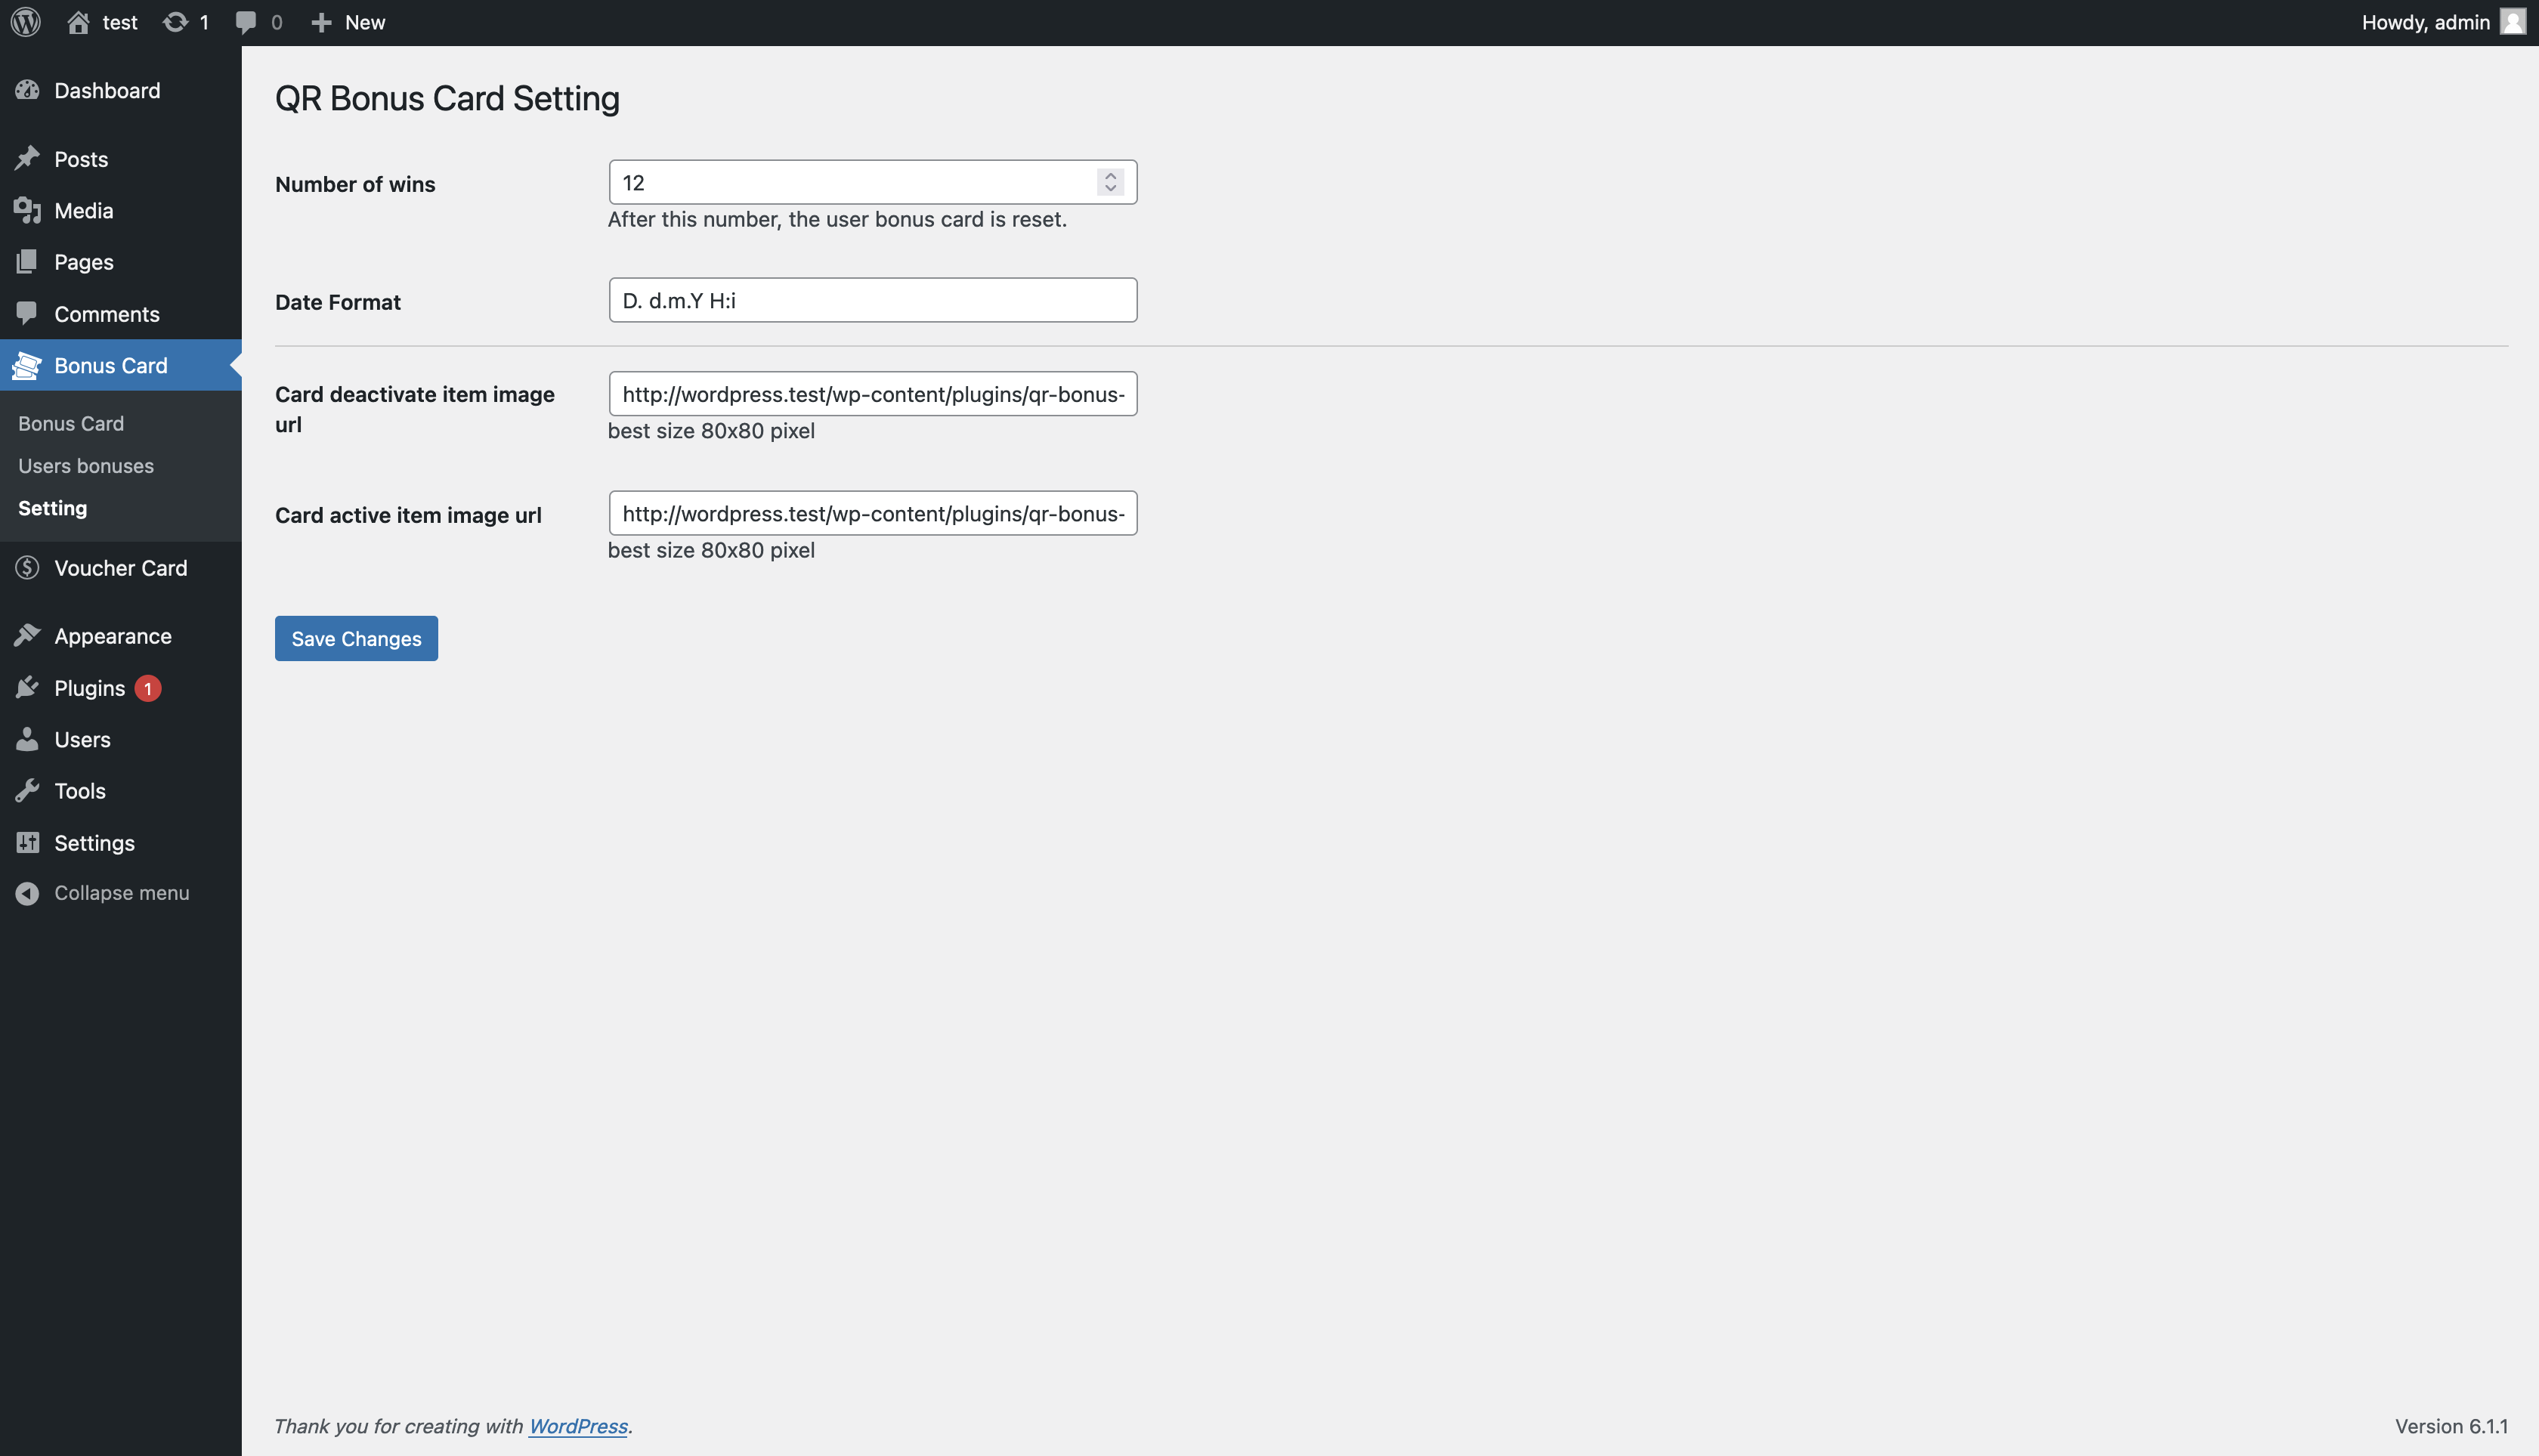 test 1 0 New Howdy, admin
Dashboard
Posts
Media
Pages
Comments
Bonus Card
Bonus Card
Users bonuses
Setting
Voucher Card
Appearance
Plugins 1
Users
Tools
Settings
Collapse menu
QR Bonus Card Setting
Number of wins 12
After this number, the user bonus card is reset.
Date Format D. d.m.Y H:i
Card deactivate item image
url
http://wordpress.test/wp-content/plugins/qr-bonus-
best size 80x80 pixel
Card active item image url http://wordpress.test/wp-content/plugins/qr-bonus-
best size 80x80 pixel
Save Changes
Thank you for creating with WordPress. Version 6.1.1